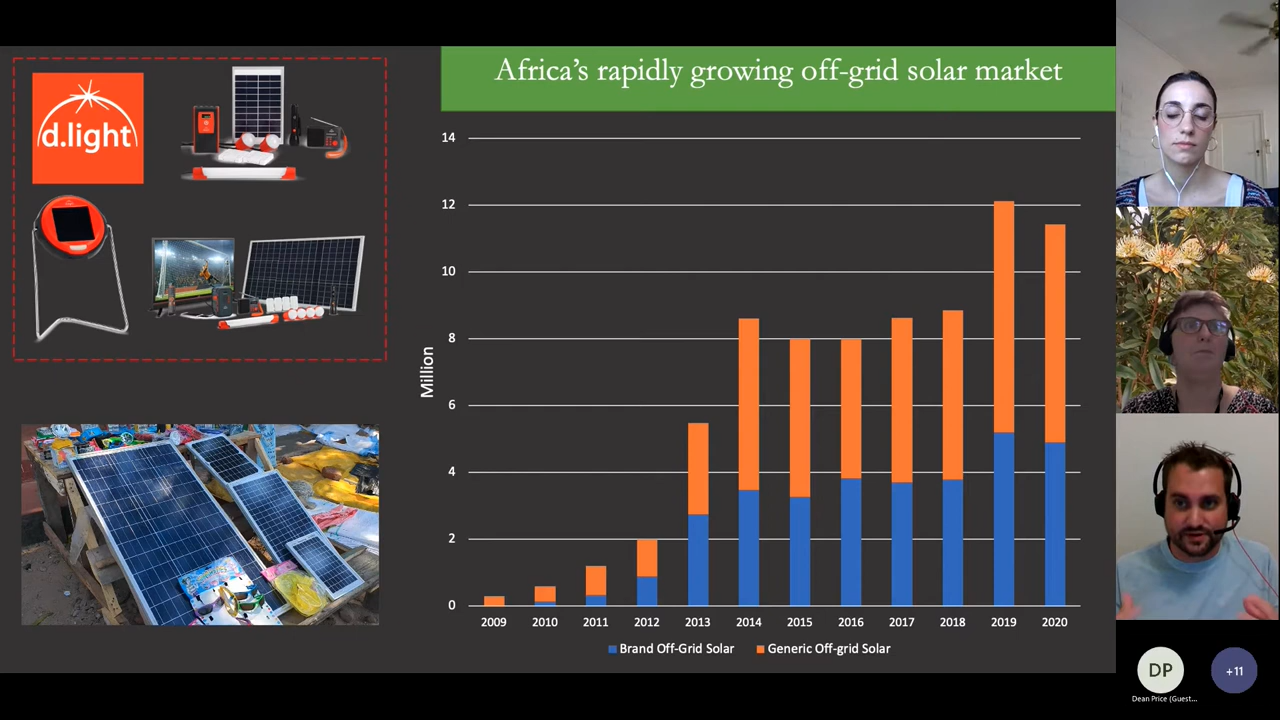 Africa's rapidly growing off-grid solar market
d.light
Million
14
12
10
8
6
4
2
0
2009 2010 2011 2012 2013 2014 2015 2016 2017 2018 2019 2020
Brand Off-Grid Solar Generic Off-grid Solar
DP
+11
Dean Price (Guest...